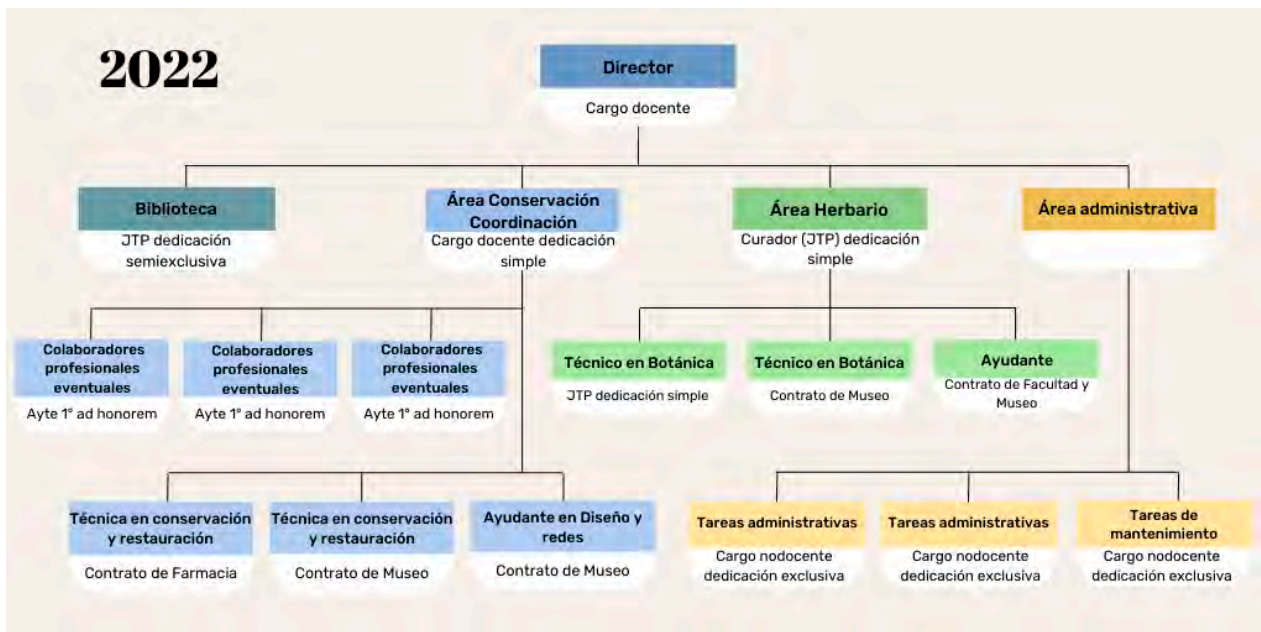 2022
Director
Cargo docente
Biblioteca
JTP dedicación
semiexclusiva
Área Conservación
Coordinación
Cargo docente dedicación
simple
Área Herbario
Curador (JTP) dedicación
simple
Área administrativa
Colaboradores
profesionales
eventuales
Ayte 1º ad honorem
Colaboradores
profesionales
eventuales
Ayte 1º ad honorem
Colaboradores
profesionales
eventuales
Ayte 1º ad honorem
Técnico en Botánica
JTP dedicación simple
Técnico en Botánica
Contrato de Museo
Ayudante
Contrato de Facultad y
Museo
Técnica en conservación
y restauración
Contrato de Farmacia
Técnica en conservación
y restauración
Contrato de Museo
Ayudante en Diseño y
redes
Contrato de Museo
Tareas administrativas
Cargo nodocente
dedicación exclusiva
Tareas administrativas
Cargo nodocente
dedicación exclusiva
Tareas de
mantenimiento
Cargo nodocente
dedicación exclusiva